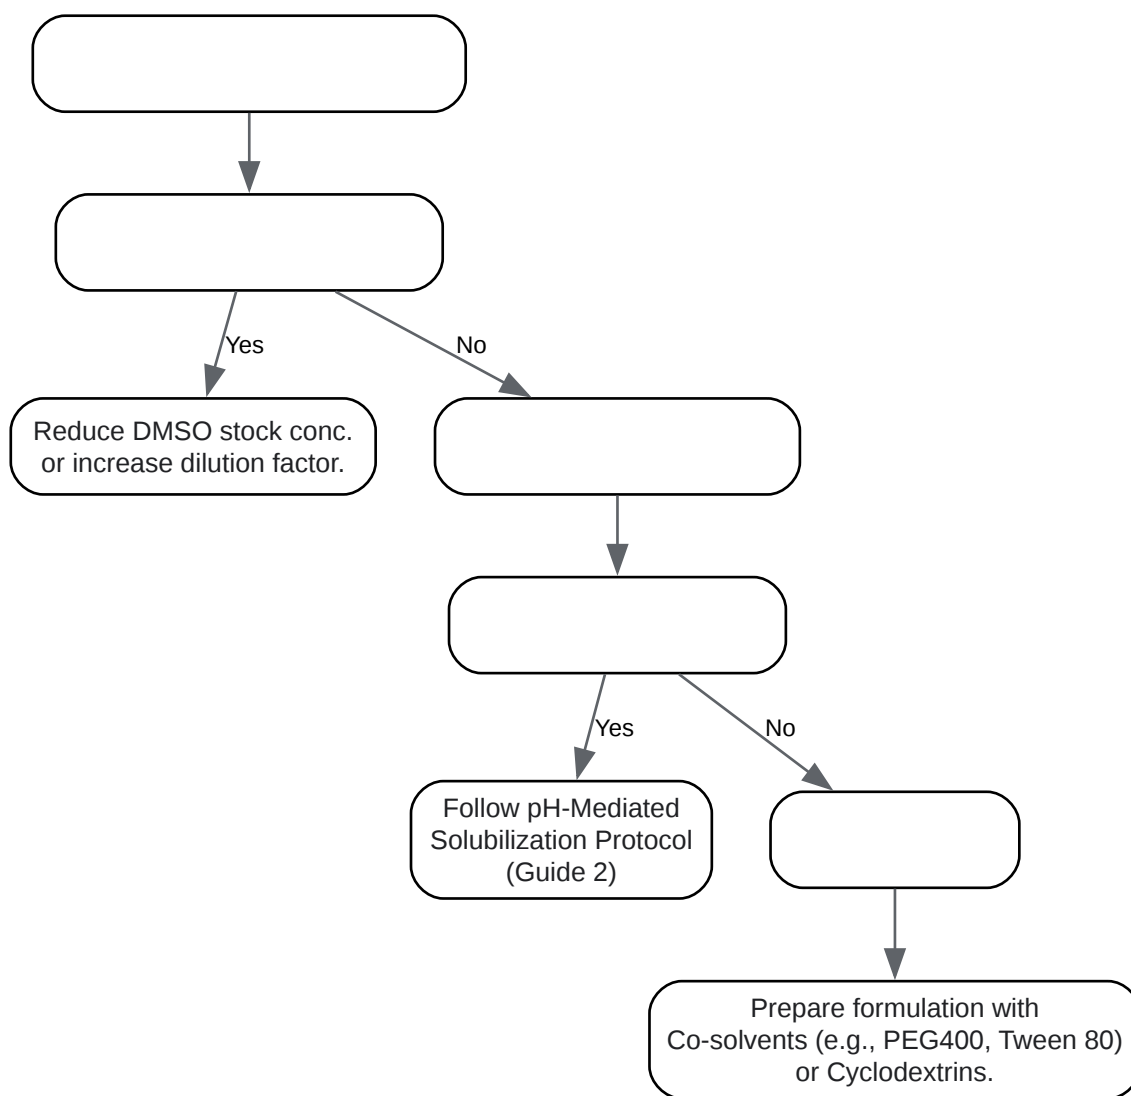 Yes
No
Reduce DMSO stock conc.
or increase dilution factor.
Yes
No
Follow pH-Mediated
Solubilization Protocol
(Guide 2)
Prepare formulation with
Co-solvents (e.g., PEG400, Tween 80)
or Cyclodextrins.